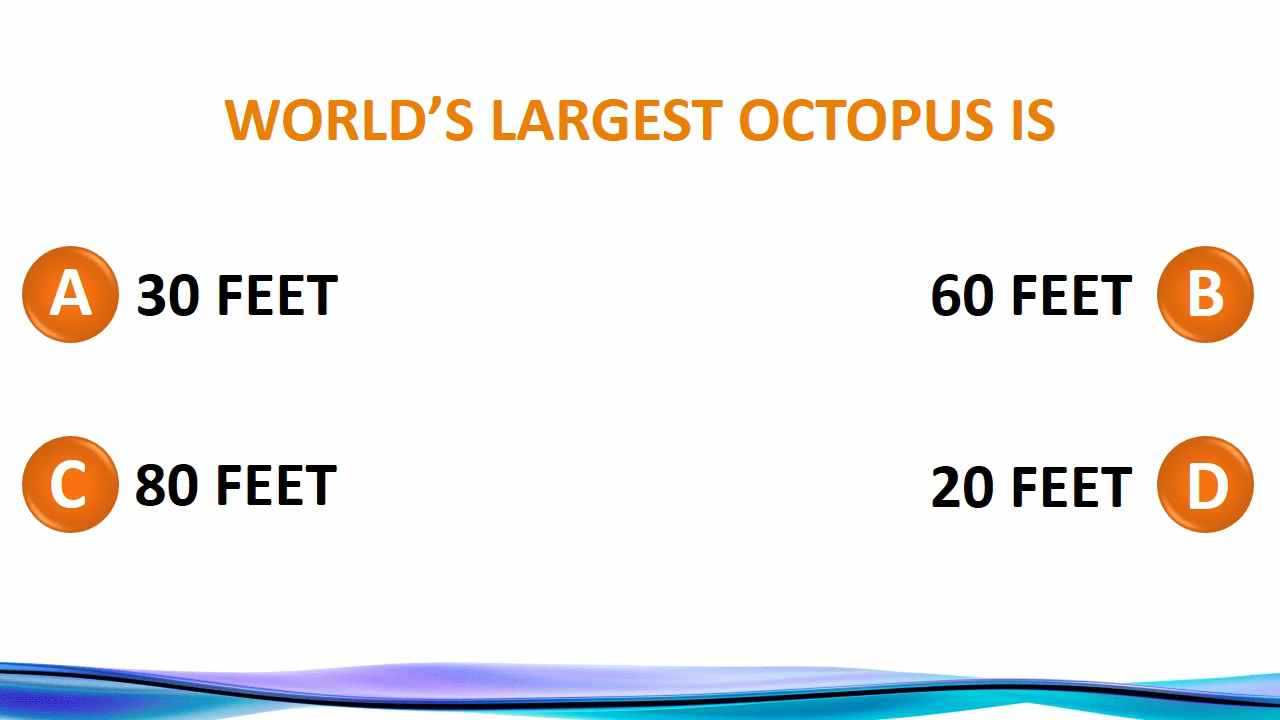 WORLD’S LARGEST OCTOPUS IS
A 30 FEET
60 FEET B
C 80 FEET
20 FEET D